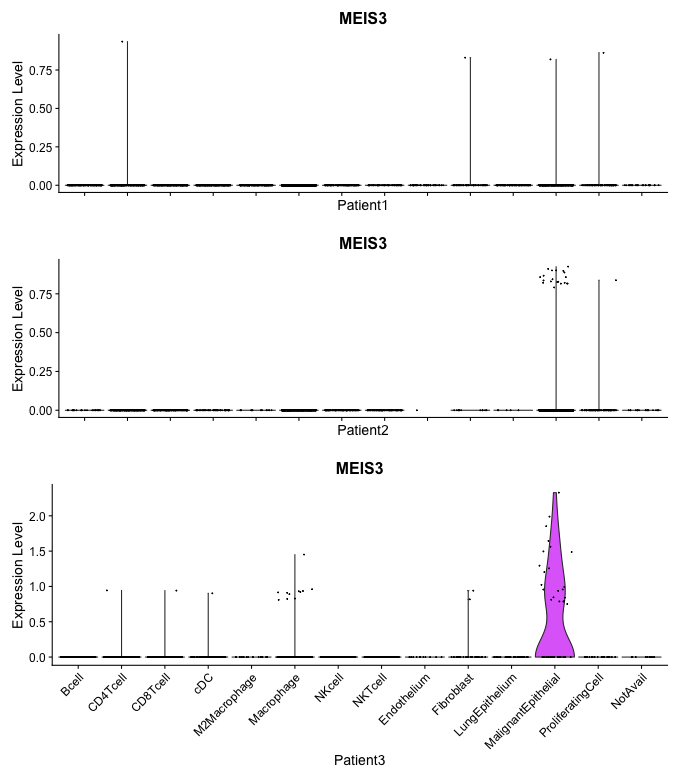 MEIS3
Expression Level
0.75
0.50
0.25
0.00
Patient1
MEIS3
Expression Level
0.75
0.50
0.25
0.00
Patient2
MEIS3
Expression Level
2.0
1.5
1.0
0.5
0.0
Bcell
CD4Tcell
CD8Tcell
cDC
M2Macrophage
Macrophage
NKcell
NKTcell
Endothelium
Fibroblast
LungEpithelium
MalignantEpithelial
ProliferatingCell
NotAvail
Patient3